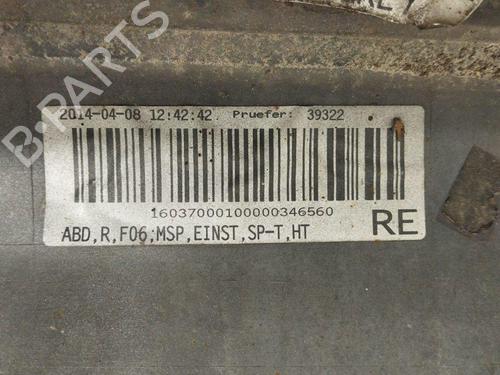 2014-04-08 12:42:42. Pruefer: 39322
16037000100000346560
ABD,R,F06;MSP,EINST,SP-T,HT
RE
B-PARTS